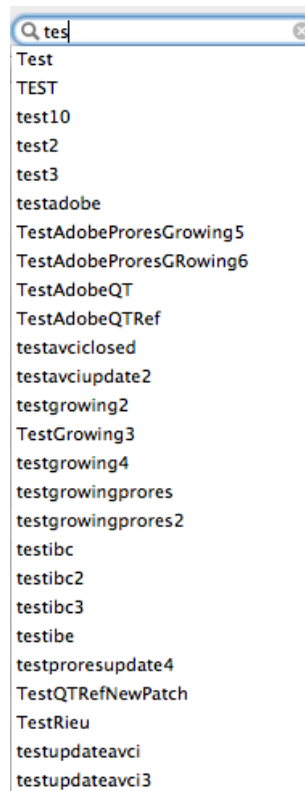 tes
Test
TEST
test10
test2
test3
testadobe
TestAdobeProresGrowing5
TestAdobeProresGRowing6
TestAdobeQT
TestAdobeQTRef
testavciclosed
testavciupdate2
testgrowing2
TestGrowing3
testgrowing4
testgrowingprores
testgrowingprores2
testibc
testibc2
testibc3
testibe
testproresupdate4
TestQTRefNewPatch
TestRieu
testupdateavci
testupdateavci3